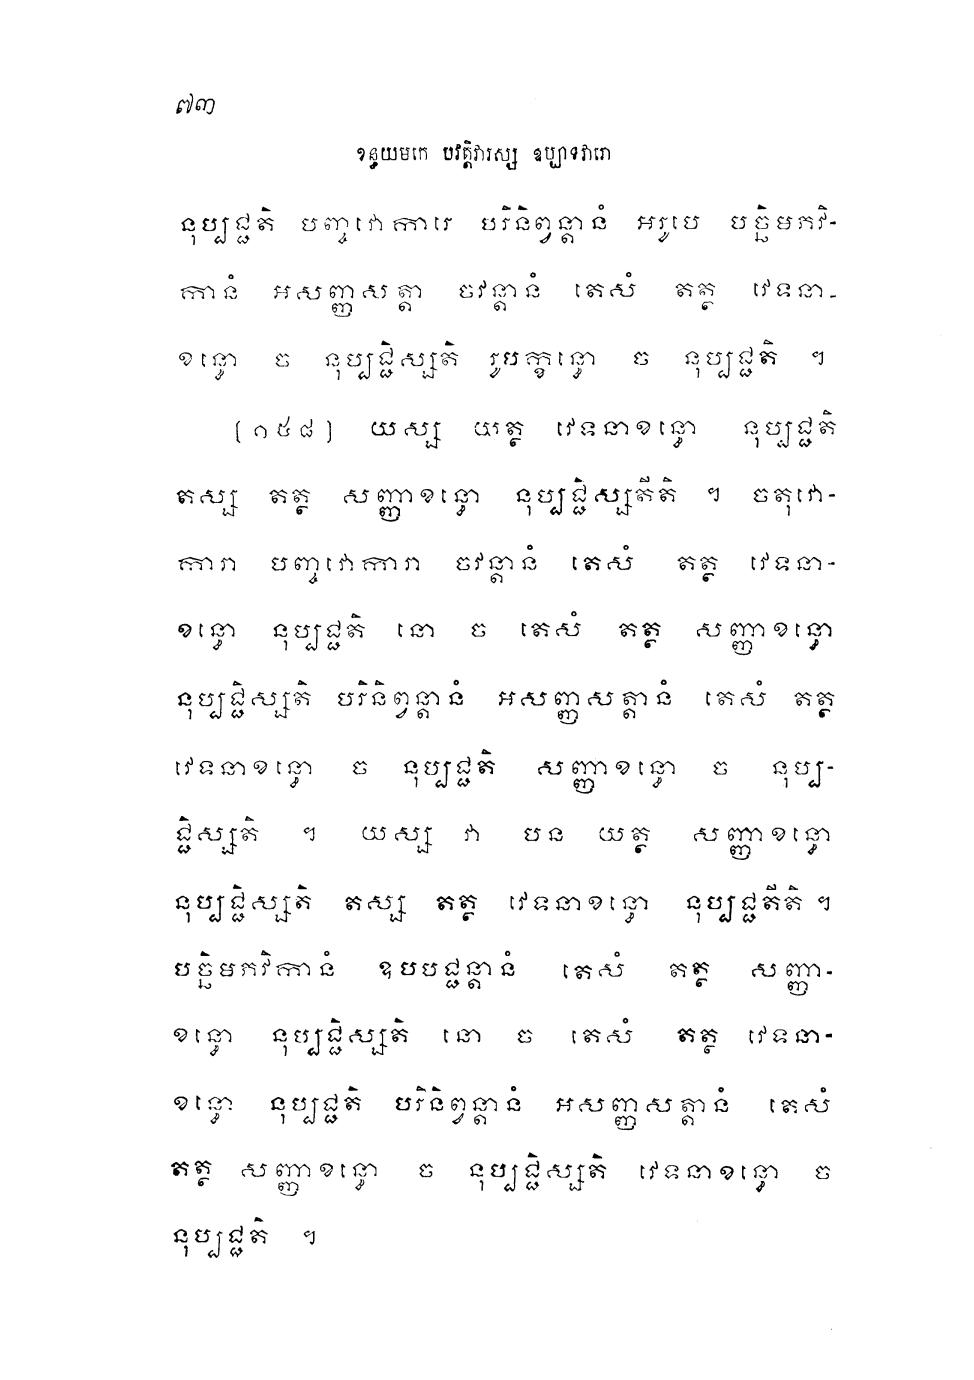 ៧៣
ខន្ធយមកេ បវត្តិវារស្ស ឧប្បាទវារោ
នុប្បជ្ជតិ បញ្ចវោការេ បរិនិព្វន្តានំ អរូបេ បច្ឆិមភវិ-
កានំ អសញ្ញសត្តា ចវន្តានំ តេសំ តត្ថ វេទនា-
ខន្ធោ ច នុប្បជ្ជិស្សតិ រូបក្ខន្ធោ ច នុប្បជ្ជតិ ។
[១៥៨] យស្ស យត្ថ វេទនាខន្ធោ នុប្បជ្ជតិ
តស្ស តត្ថ សញ្ញាខន្ធោ នុប្បជ្ជិស្សតីតិ ។ ចតុវោ-
ការា បញ្ចវោការា ចវន្តានំ តេសំ តត្ថ វេទនា-
ខន្ធោ នុប្បជ្ជតិ នោ ច តេសំ តត្ថ សញ្ញាខន្ធោ
នុប្បជ្ជិស្សតិ បរិនិព្វន្តានំ អសញ្ញសត្តានំ តេសំ តត្ថ
វេទនាខន្ធោ ច នុប្បជ្ជតិ សញ្ញាខន្ធោ ច នុប្ប-
ជ្ជិស្សតិ ។ យស្ស វា បន យត្ថ សញ្ញាខន្ធោ
នុប្បជ្ជិស្សតិ តស្ស តត្ថ វេទនាខន្ធោ នុប្បជ្ជតីតិ ។
បច្ឆិមភវិកានំ ឧបបជ្ជន្តានំ តេសំ តត្ថ សញ្ញា-
ខន្ធោ នុប្បជ្ជិស្សតិ នោ ច តេសំ តត្ថ វេទនា-
ខន្ធោ នុប្បជ្ជតិ បរិនិព្វន្តានំ អសញ្ញសត្តានំ តេសំ
តត្ថ សញ្ញាខន្ធោ ច នុប្បជ្ជិស្សតិ វេទនាខន្ធោ ច
នុប្បជ្ជតិ ។